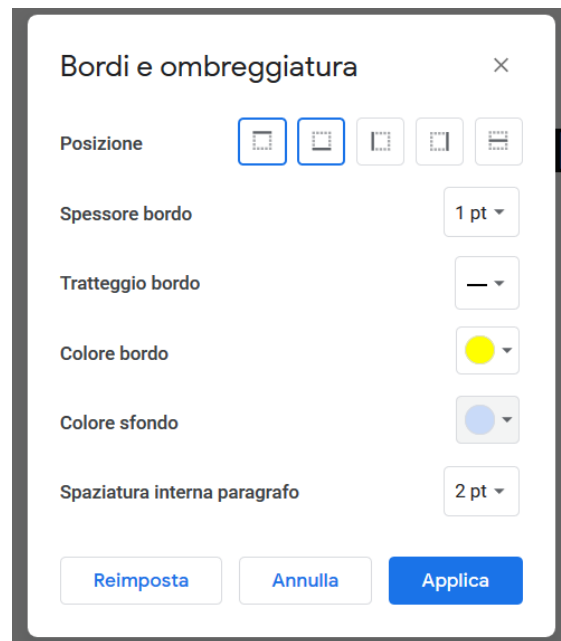 Bordi e ombreggiatura
Posizione
Spessore bordo 1 pt
Tratteggio bordo
Colore bordo
Colore sfondo
Spaziatura interna paragrafo 2 pt
Reimposta Annulla Applica